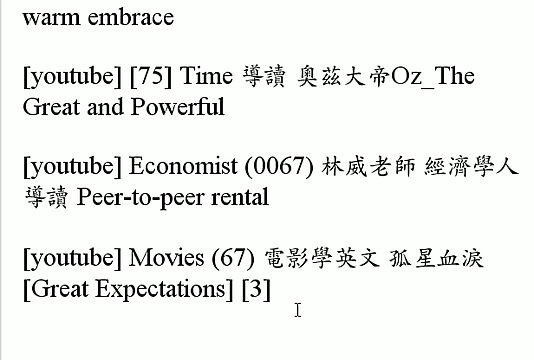 warm embrace
[youtube] [75] Time 導讀 奧茲大帝Oz_The
Great and Powerful
[youtube] Economist (0067) 林威老師 經濟學人
導讀 Peer-to-peer rental
[youtube] Movies (67) 電影學英文 孤星血淚
[Great Expectations] [3]